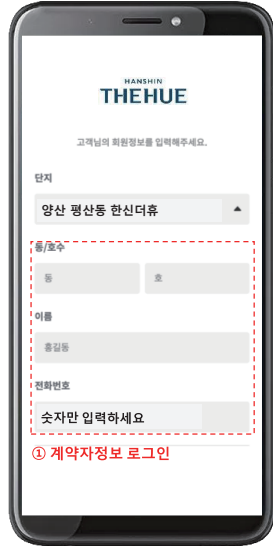 HANSHIN
THEHUE
고객님의 회원정보를 입력해주세요.
단지
양산 평산동 한신더휴
동/호수
동 호
이름
홍길동
전화번호
숫자만 입력하세요
① 계약자정보 로그인